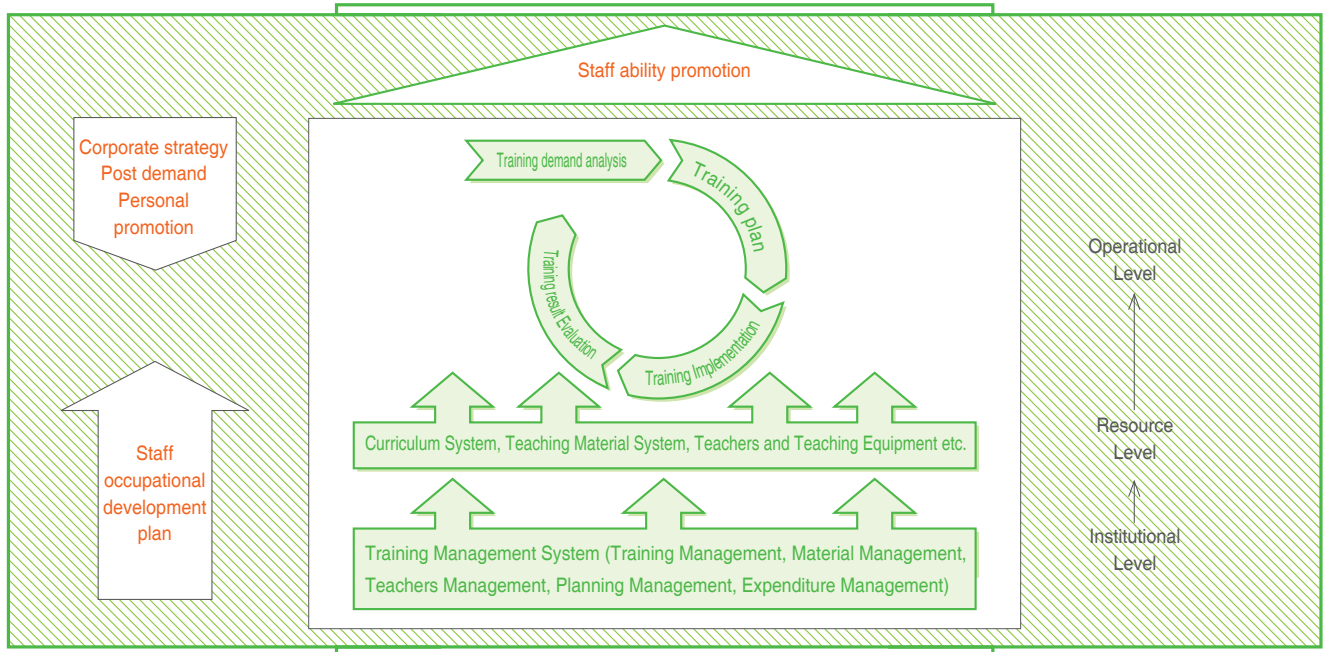 Staff ability promotion
Corporate strategy
Post demand
Personal
promotion
Staff
occupational
development
plan
Training demand analysis
Training plan
Training Implementation
Training result Evaluation
Curriculum System, Teaching Material System, Teachers and Teaching Equipment etc.
Training Management System (Training Management, Material Management,
Teachers Management, Planning Management, Expenditure Management)
Operational
Level
Resource
Level
Institutional
Level